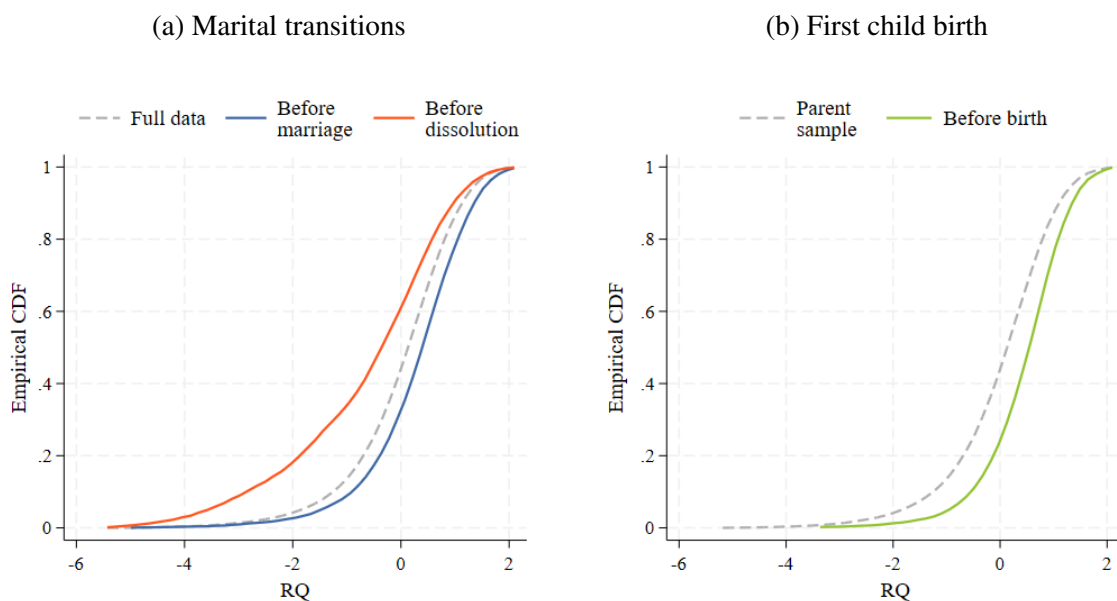 (a) Marital transitions
Full data
Before
marriage
Before
dissolution
Empirical CDF
1
.8
.6
.4
.2
0
-6
-4
-2
0
2
RQ
(b) First child birth
Parent
sample
Before birth
Empirical CDF
1
.8
.6
.4
.2
0
-6
-4
-2
0
2
RQ